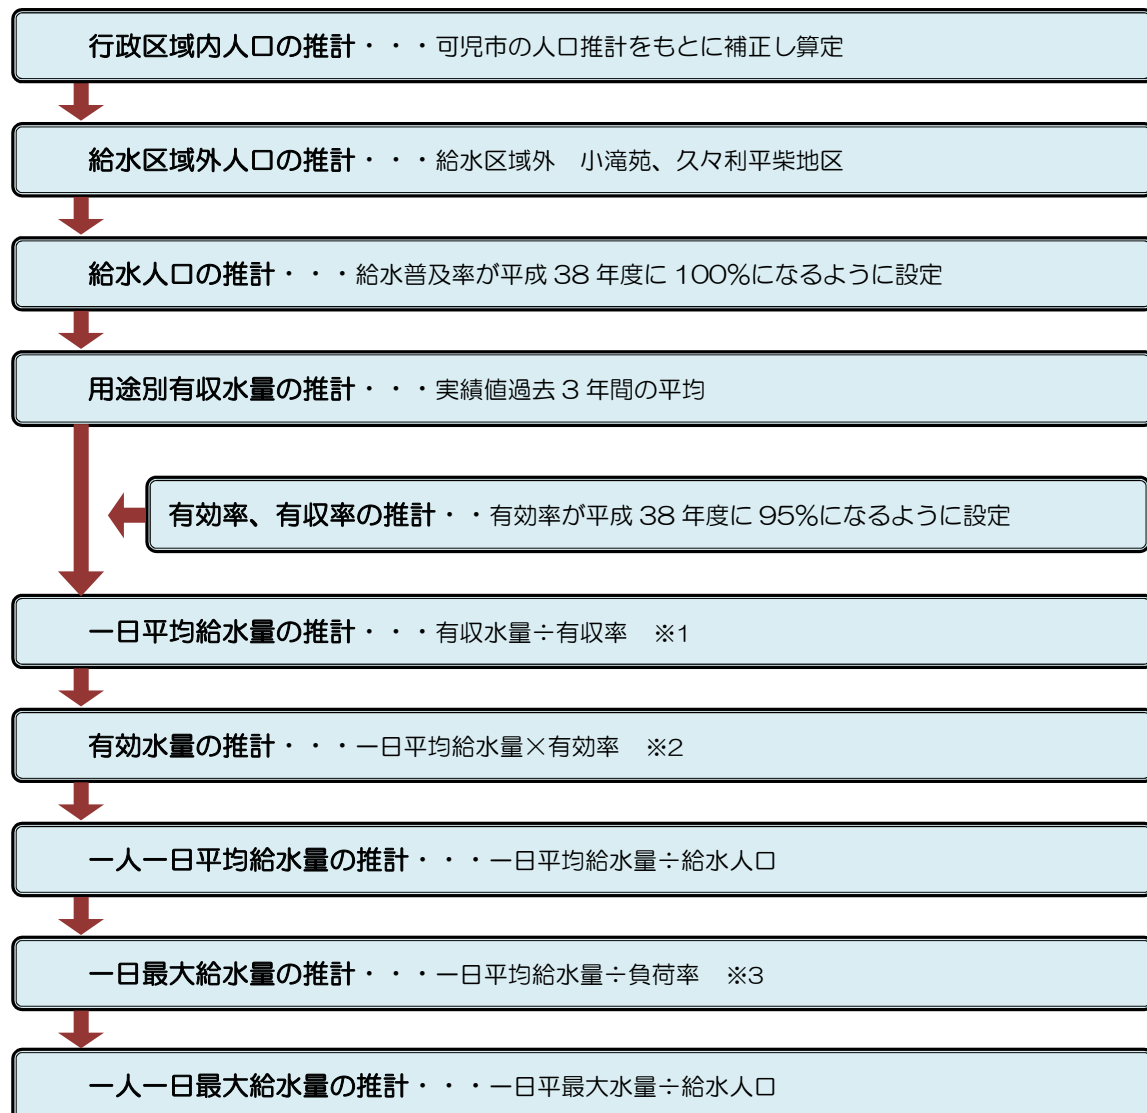 行政区域内人口の推計・・・可児市の人口推計をもとに補正し算定
給水区域外人口の推計・・・給水区域外　小滝苑、久々利平柴地区
給水人口の推計・・・給水普及率が平成 38 年度に 100%になるように設定
用途別有収水量の推計・・・実績値過去 3 年間の平均
有効率、有収率の推計・・有効率が平成 38 年度に 95%になるように設定
一日平均給水量の推計・・・有収水量÷有収率　※1
有効水量の推計・・・一日平均給水量×有効率　※2
一人一日平均給水量の推計・・・一日平均給水量÷給水人口
一日最大給水量の推計・・・一日平均給水量÷負荷率　※3
一人一日最大給水量の推計・・・一日平最大水量÷給水人口